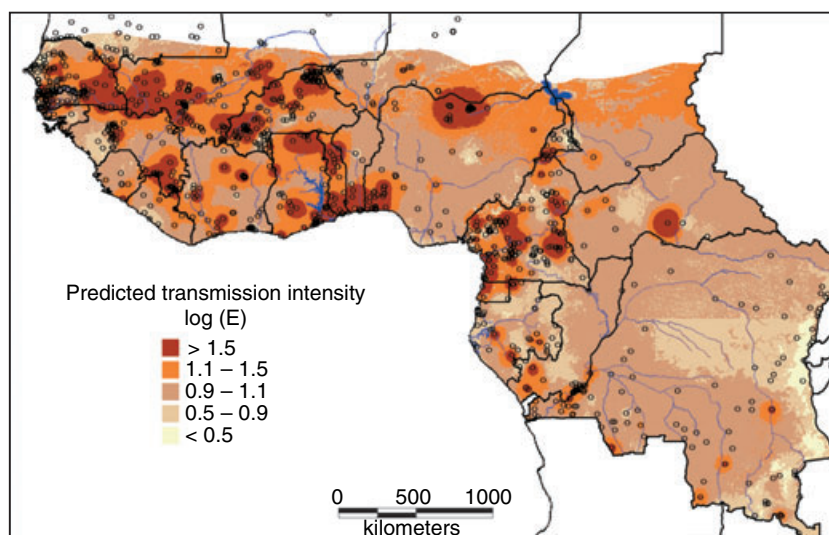 Predicted transmission intensity
log (E)
> 1.5
1.1 – 1.5
0.9 – 1.1
0.5 – 0.9
< 0.5
0 500 1000
kilometers